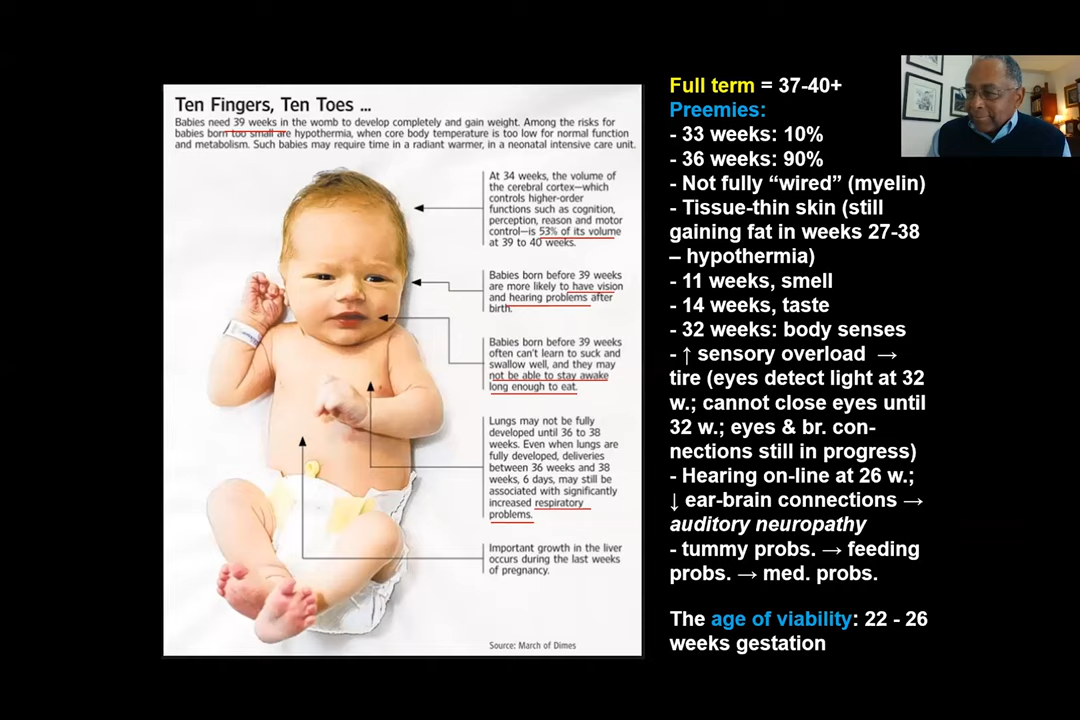 Ten Fingers, Ten Toes ...
Babies need 39 weeks in the womb to develop completely and gain weight. Among the risks for
babies born too small are hypothermia, when core body temperature is too low for normal function
and metabolism. Such babies may require time in a radiant warmer, in a neonatal intensive care unit.
At 34 weeks, the volume of
the cerebral cortex—which
controls higher-order
functions such as cognition,
perception, reason and motor
control—is 53% of its volume
at 39 to 40 weeks.
Babies born before 39 weeks
are more likely to have vision
and hearing problems after
birth.
Babies born before 39 weeks
often can't learn to suck and
swallow well, and they may
not be able to stay awake
long enough to eat.
Lungs may not be fully
developed until 36 to 38
weeks. Even when lungs are
fully developed, deliveries
between 36 weeks and 38
weeks, 6 days, may still be
associated with significantly
increased respiratory
problems.
Important growth in the liver
occurs during the last weeks
of pregnancy.
Source: March of Dimes
Full term = 37-40+
Preemies:
- 33 weeks: 10%
- 36 weeks: 90%
- Not fully “wired” (myelin)
- Tissue-thin skin (still
gaining fat in weeks 27-38
– hypothermia)
- 11 weeks, smell
- 14 weeks, taste
- 32 weeks: body senses
- ↑ sensory overload →
tire (eyes detect light at 32
w.; cannot close eyes until
32 w.; eyes & br. con-
nections still in progress)
- Hearing on-line at 26 w.;
↓ ear-brain connections →
auditory neuropathy
- tummy probs. → feeding
probs. → med. probs.
The age of viability: 22 - 26
weeks gestation